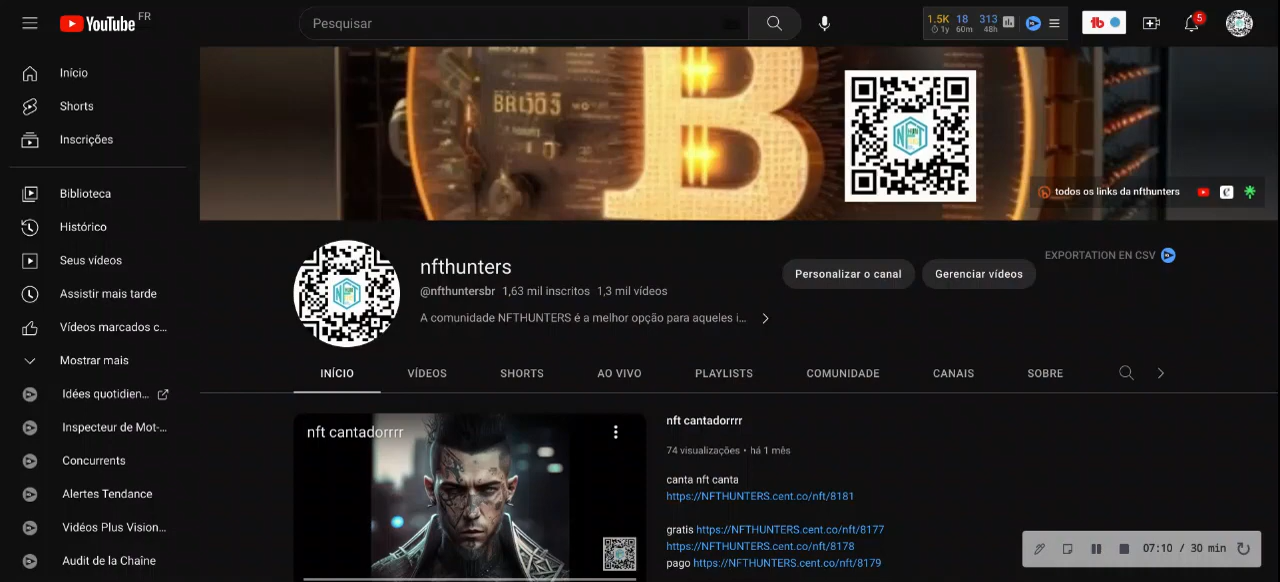 YouTube FR
Pesquisar
1.5K 18 313
1y 60m 48h
5
Início
Shorts
Inscrições
Biblioteca
Histórico
Seus vídeos
Assistir mais tarde
Vídeos marcados c...
Mostrar mais
Idées quotidien...
Inspecteur de Mot-...
Concurrents
Alertes Tendance
Vidéos Plus Vision...
Audit de la Chaîne
B
NFT
todos os links da nfthunters
nfthunters
@nfthuntersbr 1,63 mil inscritos 1,3 mil vídeos
A comunidade NFTHUNTERS é a melhor opção para aqueles i...
Personalizar o canal
Gerenciar vídeos
EXPORTATION EN CSV
INÍCIO VÍDEOS SHORTS AO VIVO PLAYLISTS COMUNIDADE CANAIS SOBRE
nft cantadorrrr
nft cantadorrrr
74 visualizações • há 1 mês
canta nft canta
https://NFTHUNTERS.cent.co/nft/8181
gratis https://NFTHUNTERS.cent.co/nft/8177
https://NFTHUNTERS.cent.co/nft/8178
pago https://NFTHUNTERS.cent.co/nft/8179
07:10 / 30 min